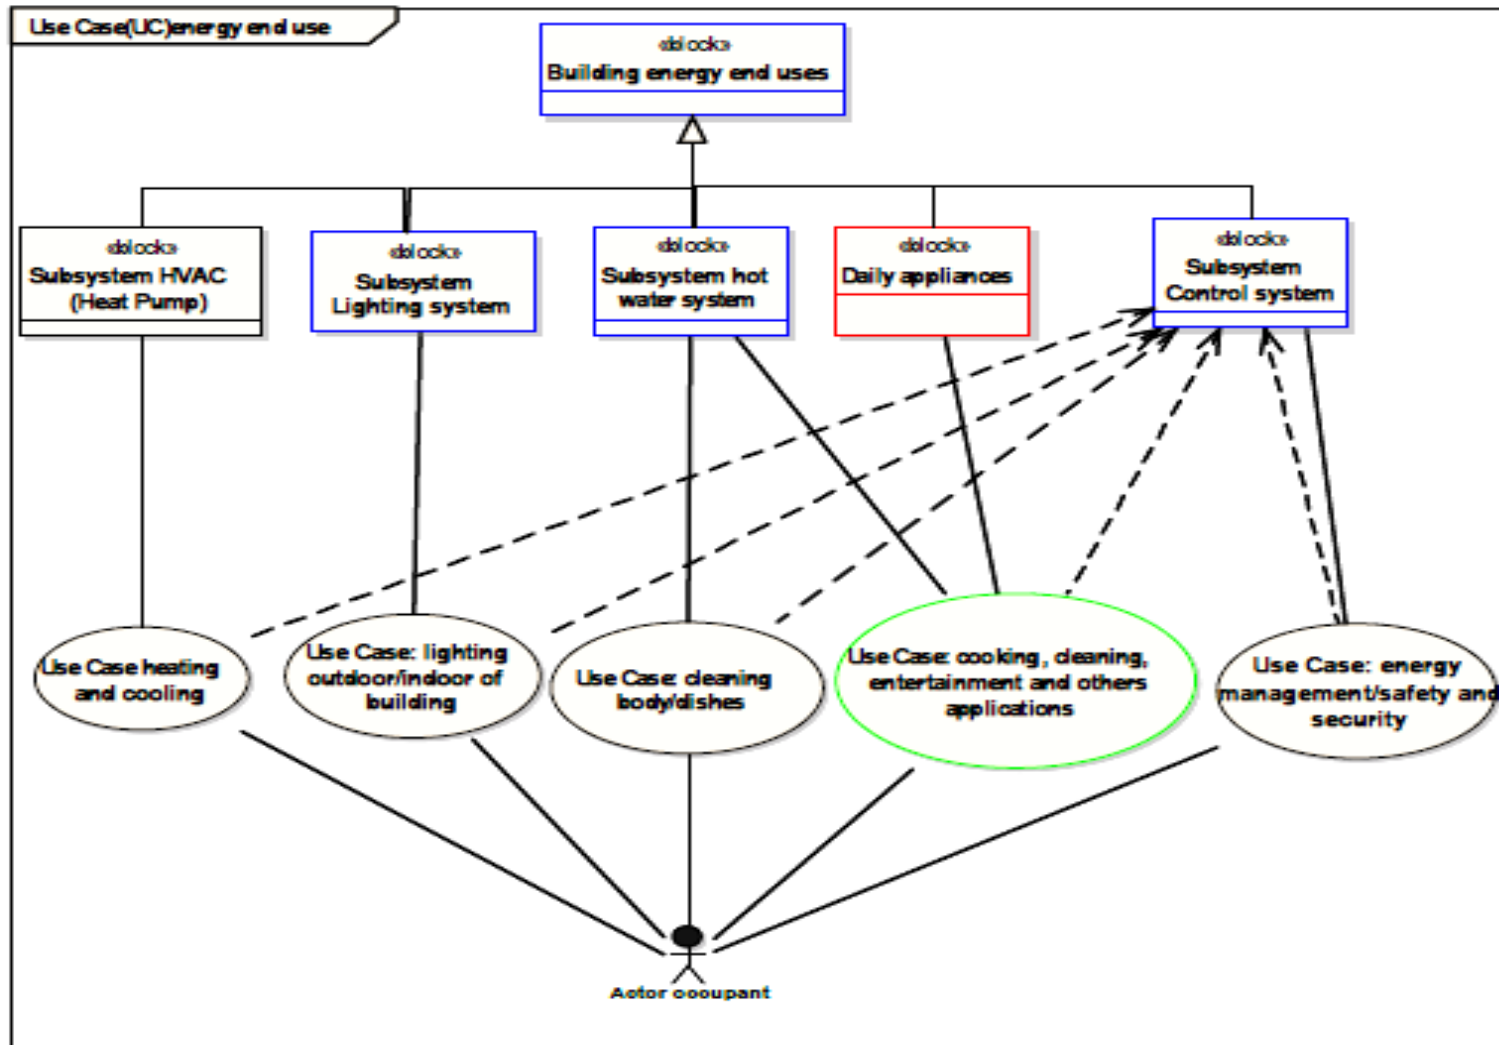 Use Case(UC)energy end use
«block»
Building energy end uses
«block»
Subsystem HVAC
(Heat Pump)
«block»
Subsystem
Lighting system
«block»
Subsystem hot
water system
«block»
Daily appliances
«block»
Subsystem
Control system
Use Case heating
and cooling
Use Case: lighting
outdoor/indoor of
building
Use Case: cleaning
body/dishes
Use Case: cooking, cleaning,
entertainment and others
applications
Use Case: energy
management/safety and
security
Actor occupant